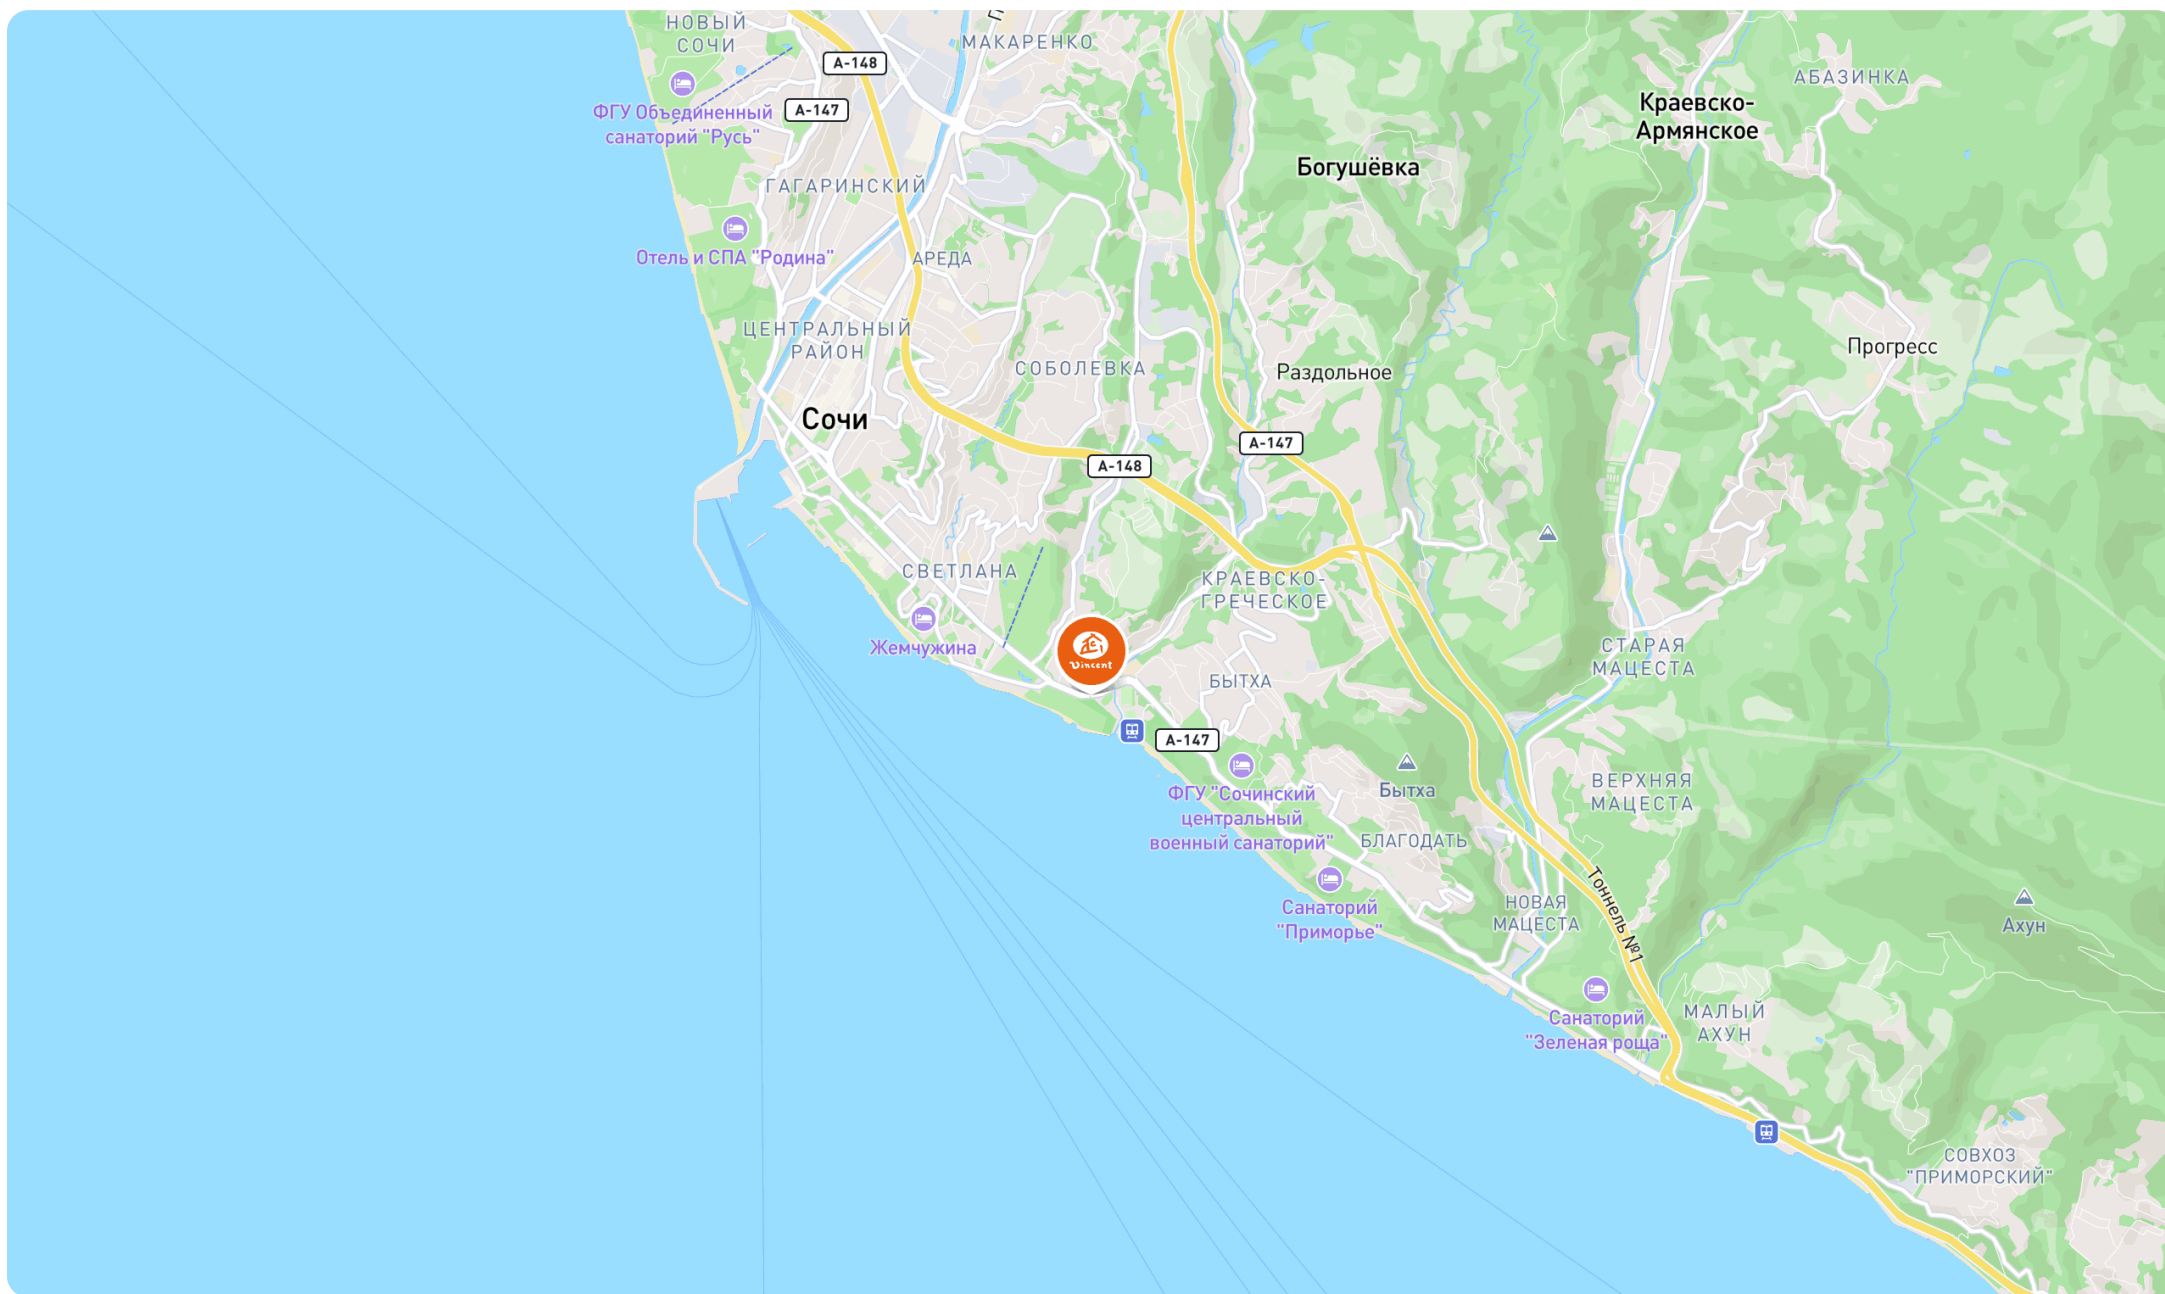 НОВЫЙ
СОЧИ
МАКАРЕНКО
А-148
А-147
ФГУ Объединенный
санаторий "Русь"
АБАЗИНКА
Краевско-
Армянское
Богушёвка
ГАГАРИНСКИЙ
Отель и СПА "Родина"
АРЕДА
ЦЕНТРАЛЬНЫЙ
РАЙОН
СОБОЛЕВКА
Раздольное
Прогресс
Сочи
А-147
А-148
СВЕТЛАНА
КРАЕВСКО-
ГРЕЧЕСКОЕ
Жемчужина
Vincent
СТАРАЯ
МАЦЕСТА
БЫТХА
А-147
ФГУ "Сочинский
центральный
военный санаторий"
Бытха
ВЕРХНЯЯ
МАЦЕСТА
БЛАГОДАТЬ
Тоннель №1
Санаторий
"Приморье"
НОВАЯ
МАЦЕСТА
Ахун
Санаторий
"Зеленая роща"
МАЛЫЙ
АХУН
СОВХОЗ
"ПРИМОРСКИЙ"